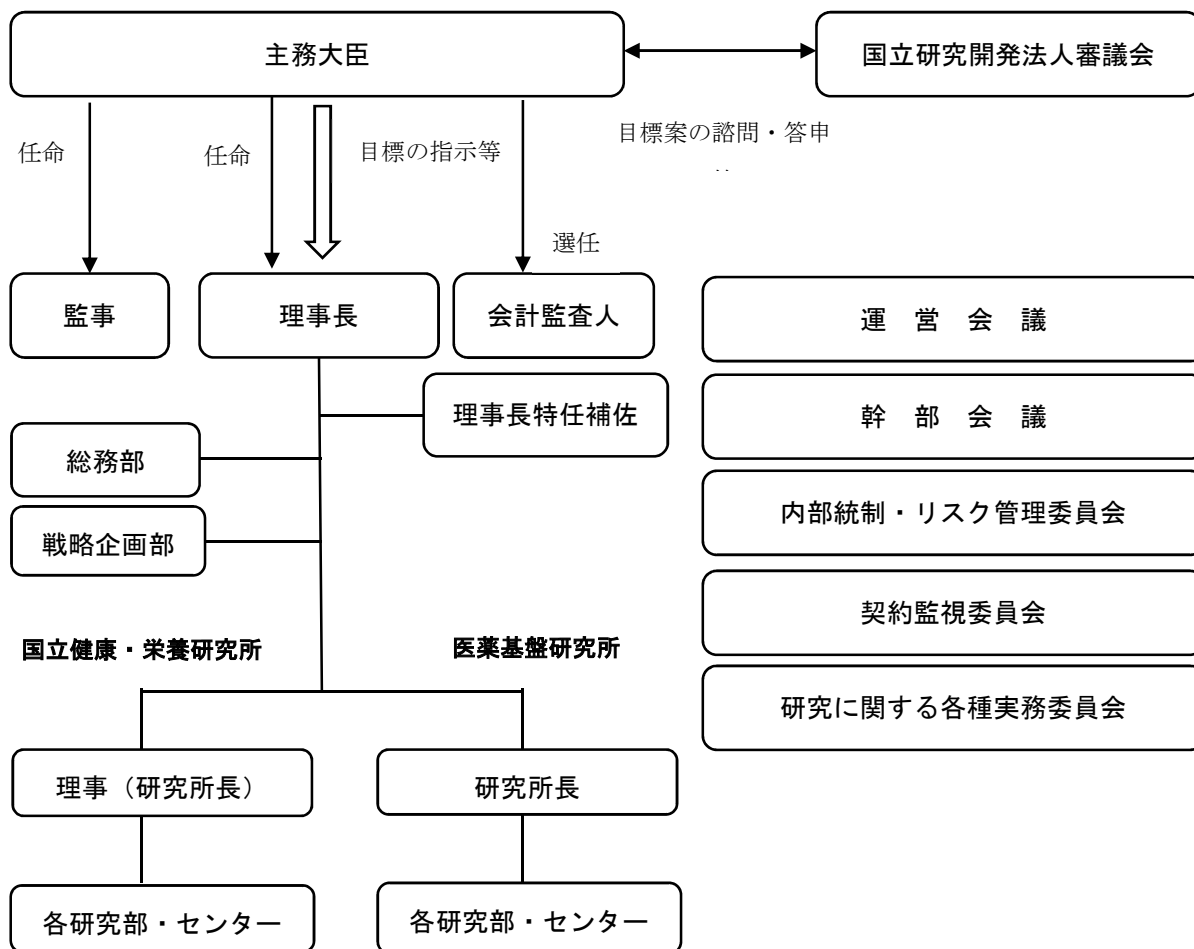 主務大臣
国立研究開発法人審議会
任命
任命
目標の指示等
目標案の諮問・答申
選任
監事
理事長
会計監査人
運　営　会　議
理事長特任補佐
幹　部　会　議
総務部
内部統制・リスク管理委員会
戦略企画部
契約監視委員会
国立健康・栄養研究所
医薬基盤研究所
研究に関する各種実務委員会
理事（研究所長）
研究所長
各研究部・センター
各研究部・センター